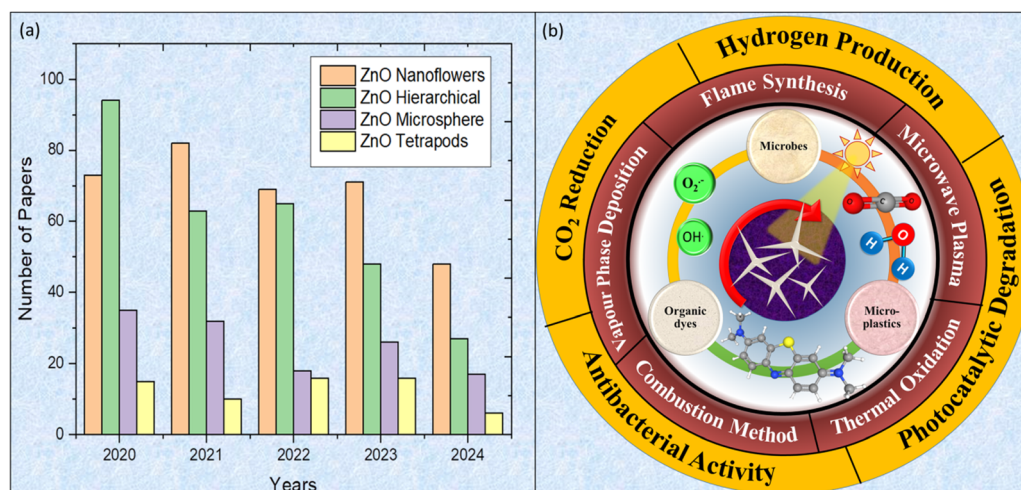 (a)
ZnO Nanoflowers
ZnO Hierarchical
ZnO Microsphere
ZnO Tetrapods
Number of Papers
100
80
60
40
20
0
2020
2021
2022
2023
2024
Years
(b)
Hydrogen Production
Photocatalytic Degradation
Antibacterial Activity
CO₂ Reduction
Flame Synthesis
Microwave Plasma
Thermal Oxidation
Combustion Method
Vapour Phase Deposition
Microbes
O₂·⁻
OH·
Organic
dyes
Micro-
plastics
O
C
O
H
O
H